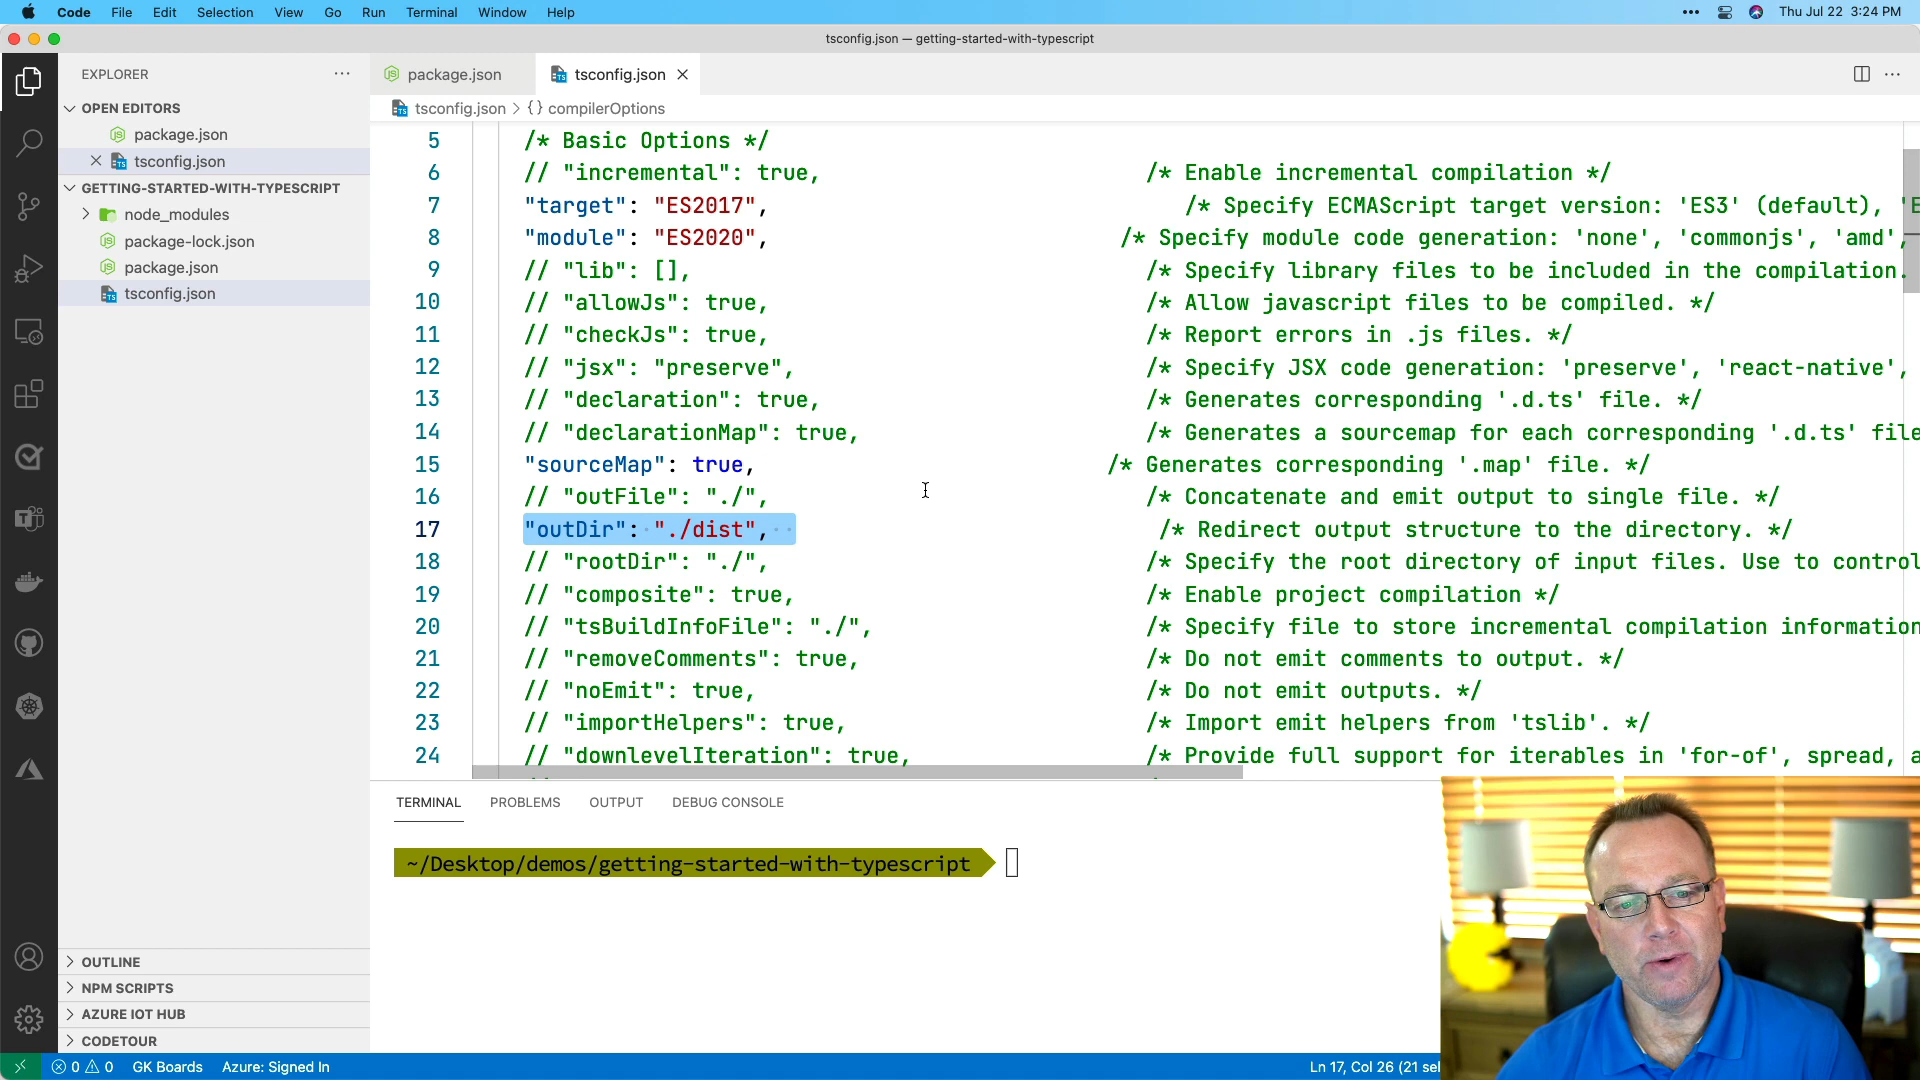 Code File Edit Selection View Go Run Terminal Window Help
Thu Jul 22 3:24 PM
tsconfig.json — getting-started-with-typescript
EXPLORER
OPEN EDITORS
package.json
tsconfig.json
GETTING-STARTED-WITH-TYPESCRIPT
node_modules
package-lock.json
package.json
tsconfig.json
OUTLINE
NPM SCRIPTS
AZURE IOT HUB
CODETOUR
package.json tsconfig.json
tsconfig.json > {} compilerOptions
5 /* Basic Options */
6 // "incremental": true, /* Enable incremental compilation */
7 "target": "ES2017", /* Specify ECMAScript target version: 'ES3' (default), 'E
8 "module": "ES2020", /* Specify module code generation: 'none', 'commonjs', 'amd',
9 // "lib": [], /* Specify library files to be included in the compilation.
10 // "allowJs": true, /* Allow javascript files to be compiled. */
11 // "checkJs": true, /* Report errors in .js files. */
12 // "jsx": "preserve", /* Specify JSX code generation: 'preserve', 'react-native',
13 // "declaration": true, /* Generates corresponding '.d.ts' file. */
14 // "declarationMap": true, /* Generates a sourcemap for each corresponding '.d.ts' file
15 "sourceMap": true, /* Generates corresponding '.map' file. */
16 // "outFile": "./", /* Concatenate and emit output to single file. */
17 "outDir": "./dist", /* Redirect output structure to the directory. */
18 // "rootDir": "./", /* Specify the root directory of input files. Use to control
19 // "composite": true, /* Enable project compilation */
20 // "tsBuildInfoFile": "./", /* Specify file to store incremental compilation information
21 // "removeComments": true, /* Do not emit comments to output. */
22 // "noEmit": true, /* Do not emit outputs. */
23 // "importHelpers": true, /* Import emit helpers from 'tslib'. */
24 // "downlevelIteration": true, /* Provide full support for iterables in 'for-of', spread, a
TERMINAL PROBLEMS OUTPUT DEBUG CONSOLE
~/Desktop/demos/getting-started-with-typescript
0 0 GK Boards Azure: Signed In
Ln 17, Col 26 (21 sel